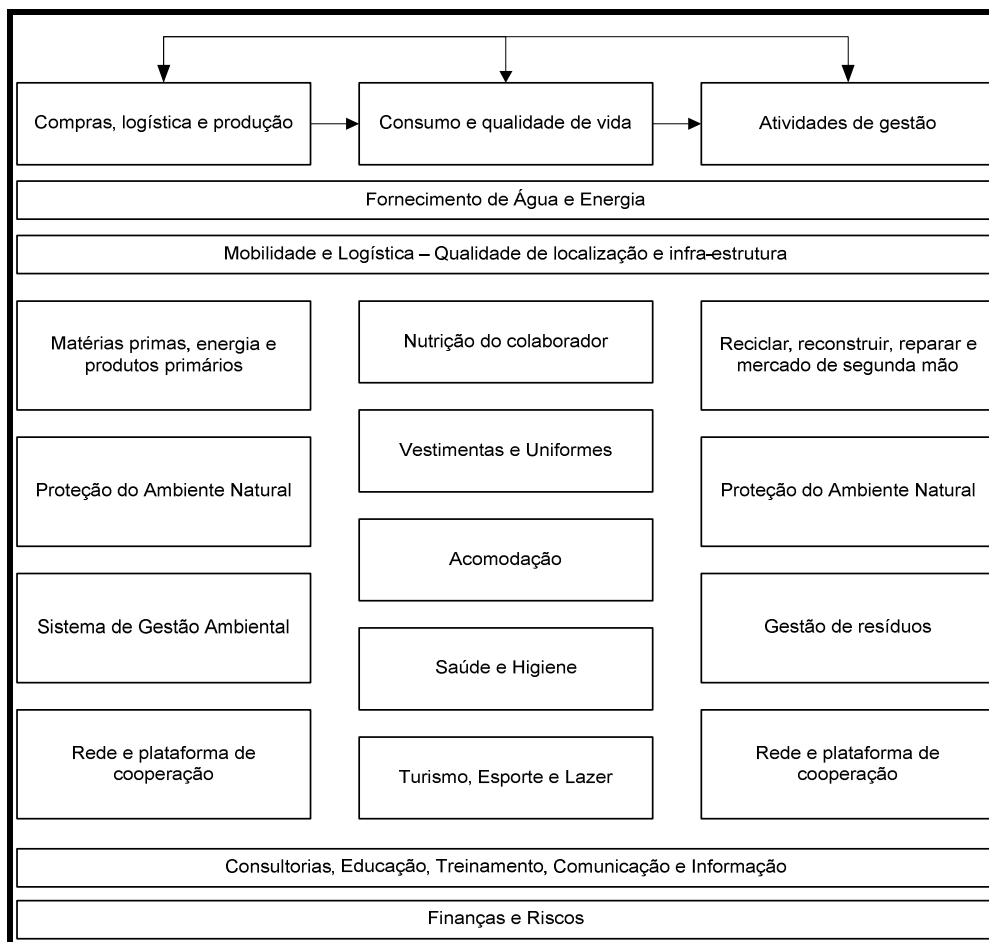 Compras, logística e produção
Consumo e qualidade de vida
Atividades de gestão
Fornecimento de Água e Energia
Mobilidade e Logística – Qualidade de localização e infra-estrutura
Matérias primas, energia e
produtos primários
Proteção do Ambiente Natural
Sistema de Gestão Ambiental
Rede e plataforma de
cooperação
Nutrição do colaborador
Vestimentas e Uniformes
Acomodação
Saúde e Higiene
Turismo, Esporte e Lazer
Reciclar, reconstruir, reparar e
mercado de segunda mão
Proteção do Ambiente Natural
Gestão de resíduos
Rede e plataforma de
cooperação
Consultorias, Educação, Treinamento, Comunicação e Informação
Finanças e Riscos